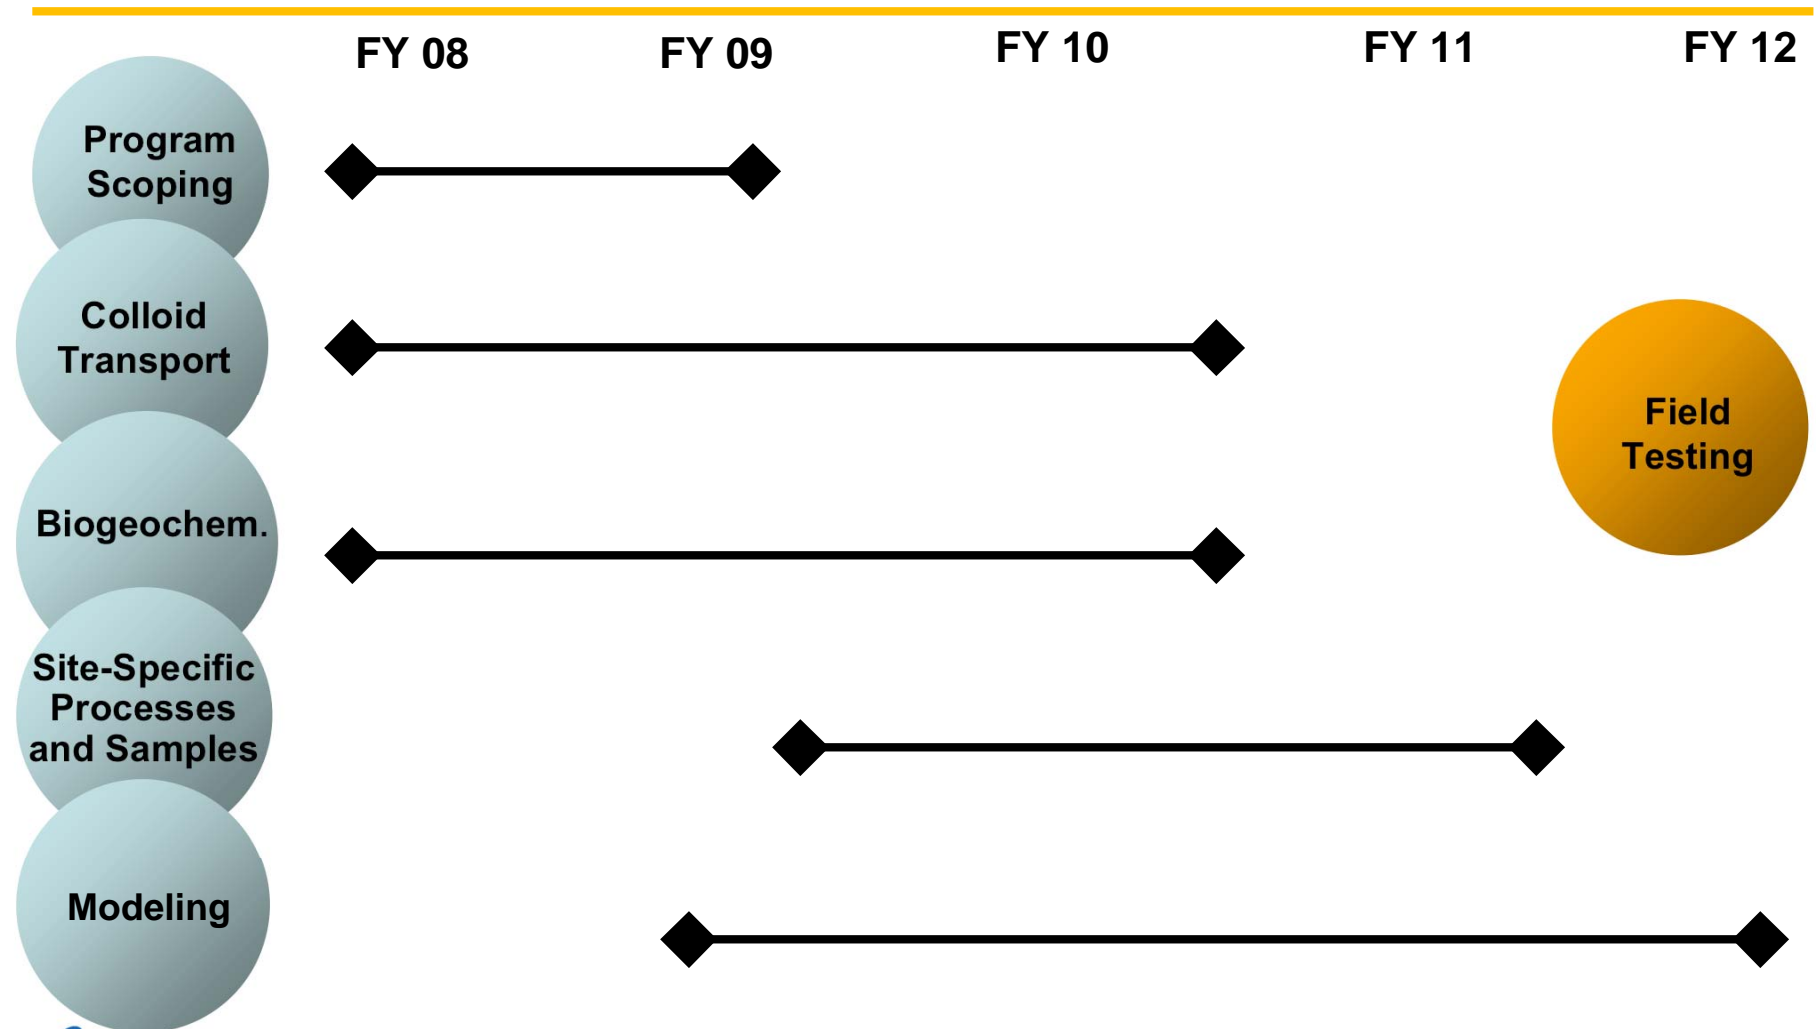 FY 08 FY 09 FY 10 FY 11 FY 12
Program
Scoping
Colloid
Transport
Field
Testing
Biogeochem.
Site-Specific
Processes
and Samples
Modeling